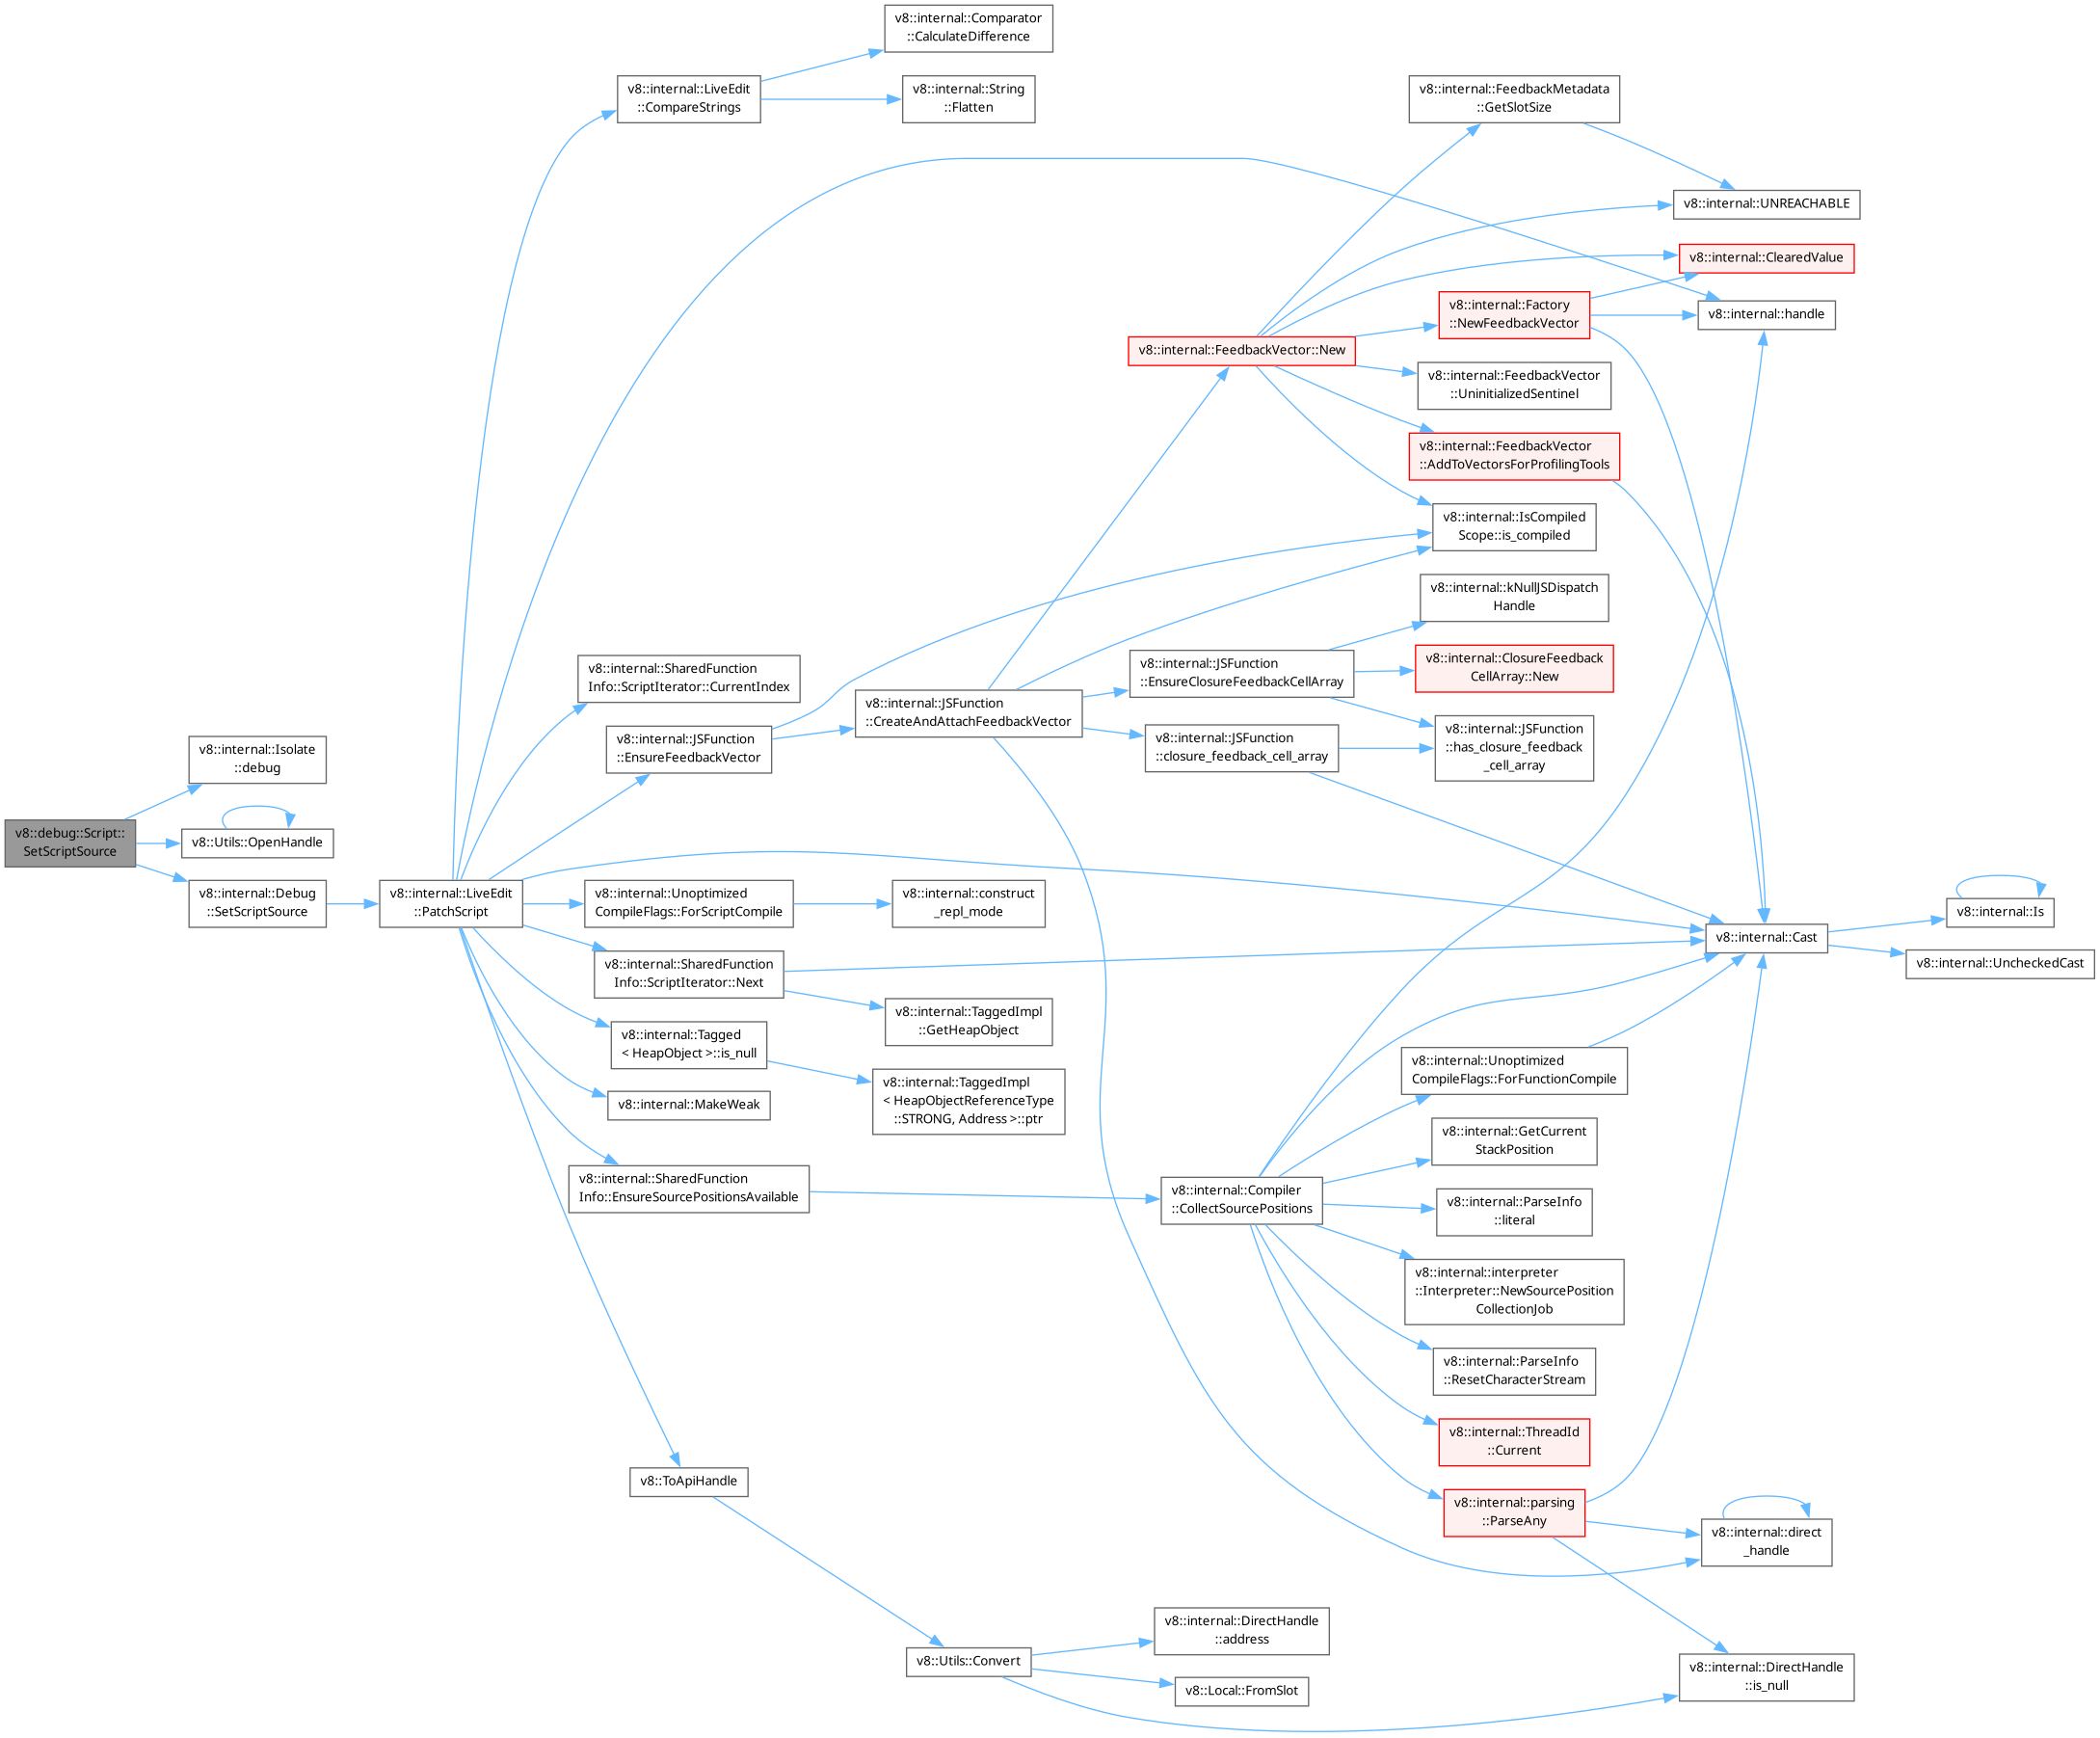 v8::debug::Script::
SetScriptSource
v8::internal::Isolate
::debug
v8::Utils::OpenHandle
v8::internal::Debug
::SetScriptSource
v8::internal::LiveEdit
::PatchScript
v8::internal::LiveEdit
::CompareStrings
v8::internal::Comparator
::CalculateDifference
v8::internal::String
::Flatten
v8::internal::SharedFunction
Info::ScriptIterator::CurrentIndex
v8::internal::JSFunction
::EnsureFeedbackVector
v8::internal::Unoptimized
CompileFlags::ForScriptCompile
v8::internal::construct
_repl_mode
v8::internal::SharedFunction
Info::ScriptIterator::Next
v8::internal::TaggedImpl
::GetHeapObject
v8::internal::Tagged
< HeapObject >::is_null
v8::internal::TaggedImpl
< HeapObjectReferenceType
::STRONG, Address >::ptr
v8::internal::MakeWeak
v8::internal::SharedFunction
Info::EnsureSourcePositionsAvailable
v8::ToApiHandle
v8::Utils::Convert
v8::internal::JSFunction
::CreateAndAttachFeedbackVector
v8::internal::FeedbackVector::New
v8::internal::JSFunction
::EnsureClosureFeedbackCellArray
v8::internal::JSFunction
::closure_feedback_cell_array
v8::internal::Compiler
::CollectSourcePositions
v8::internal::DirectHandle
::address
v8::Local::FromSlot
v8::internal::FeedbackMetadata
::GetSlotSize
v8::internal::UNREACHABLE
v8::internal::ClearedValue
v8::internal::Factory
::NewFeedbackVector
v8::internal::handle
v8::internal::FeedbackVector
::UninitializedSentinel
v8::internal::FeedbackVector
::AddToVectorsForProfilingTools
v8::internal::IsCompiled
Scope::is_compiled
v8::internal::kNullJSDispatch
Handle
v8::internal::ClosureFeedback
CellArray::New
v8::internal::JSFunction
::has_closure_feedback
_cell_array
v8::internal::Cast
v8::internal::Is
v8::internal::UncheckedCast
v8::internal::Unoptimized
CompileFlags::ForFunctionCompile
v8::internal::GetCurrent
StackPosition
v8::internal::ParseInfo
::literal
v8::internal::interpreter
::Interpreter::NewSourcePosition
CollectionJob
v8::internal::ParseInfo
::ResetCharacterStream
v8::internal::ThreadId
::Current
v8::internal::parsing
::ParseAny
v8::internal::direct
_handle
v8::internal::DirectHandle
::is_null